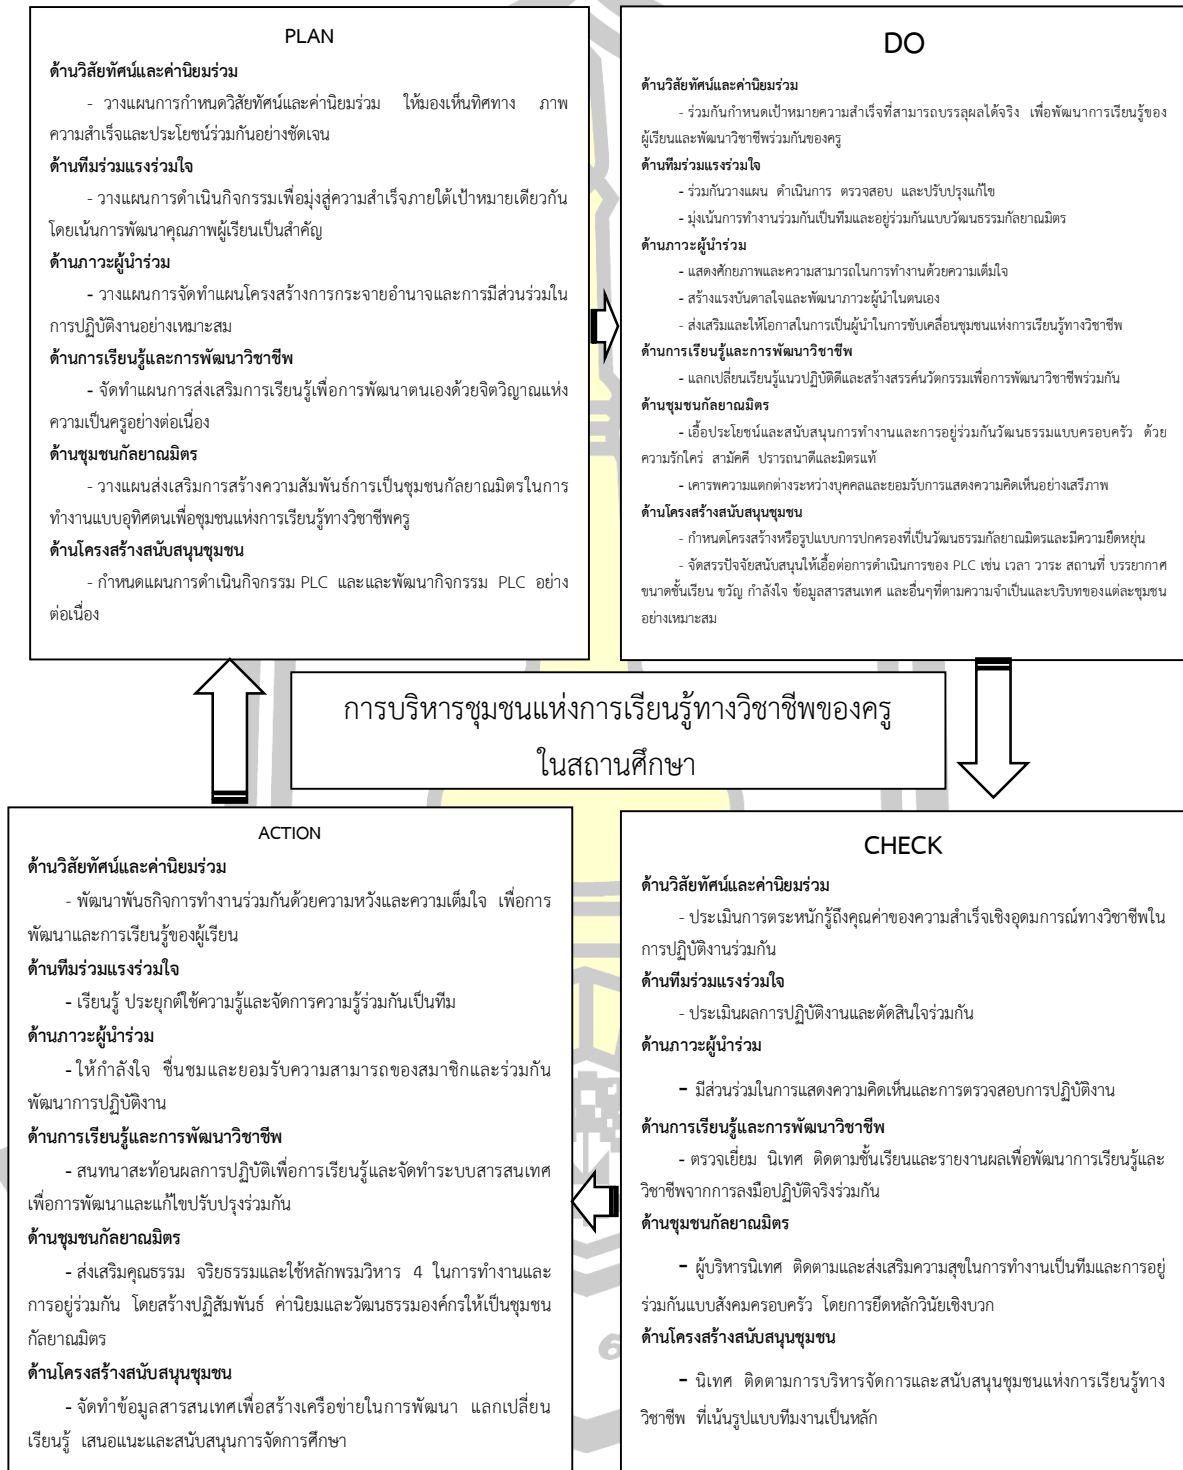 PLAN
ด้านวิสัยทัศน์และค่านิยมร่วม
- วางแผนการกำหนดวิสัยทัศน์และค่านิยมร่วม ให้มองเห็นทิศทาง ภาพ
ความสำเร็จและประโยชน์ร่วมกันอย่างชัดเจน
ด้านทีมร่วมแรงร่วมใจ
- วางแผนการดำเนินกิจกรรมเพื่อมุ่งสู่ความสำเร็จภายใต้เป้าหมายเดียวกัน
โดยเน้นการพัฒนาคุณภาพผู้เรียนเป็นสำคัญ
ด้านภาวะผู้นำร่วม
- วางแผนการจัดทำแผนโครงสร้างการกระจายอำนาจและการมีส่วนร่วมใน
การปฏิบัติงานอย่างเหมาะสม
ด้านการเรียนรู้และการพัฒนาวิชาชีพ
- จัดทำแผนการส่งเสริมการเรียนรู้เพื่อการพัฒนาตนเองด้วยจิตวิญาณแห่ง
ความเป็นครูอย่างต่อเนื่อง
ด้านชุมชนกัลยาณมิตร
- วางแผนส่งเสริมการสร้างความสัมพันธ์การเป็นชุมชนกัลยาณมิตรในการ
ทำงานแบบอุทิศตนเพื่อชุมชนแห่งการเรียนรู้ทางวิชาชีพครู
ด้านโครงสร้างสนับสนุนชุมชน
- กำหนดแผนการดำเนินกิจกรรม PLC และและพัฒนากิจกรรม PLC อย่าง
ต่อเนื่อง
DO
ด้านวิสัยทัศน์และค่านิยมร่วม
- ร่วมกันกำหนดเป้าหมายความสำเร็จที่สามารถบรรลุผลได้จริง เพื่อพัฒนาการเรียนรู้ของ
ผู้เรียนและพัฒนาวิชาชีพร่วมกันของครู
ด้านทีมร่วมแรงร่วมใจ
- ร่วมกันวางแผน ดำเนินการ ตรวจสอบ และปรับปรุงแก้ไข
- มุ่งเน้นการทำงานร่วมกันเป็นทีมและอยู่ร่วมกันแบบวัฒนธรรมกัลยาณมิตร
ด้านภาวะผู้นำร่วม
- แสดงศักยภาพและความสามารถในการทำงานด้วยความเต็มใจ
- สร้างแรงบันดาลใจและพัฒนาภาวะผู้นำในตนเอง
- ส่งเสริมและให้โอกาสในการเป็นผู้นำในการขับเคลื่อนชุมชนแห่งการเรียนรู้ทางวิชาชีพ
ด้านการเรียนรู้และการพัฒนาวิชาชีพ
- แลกเปลี่ยนเรียนรู้แนวปฏิบัติดีและสร้างสรรค์นวัตกรรมเพื่อการพัฒนาวิชาชีพร่วมกัน
ด้านชุมชนกัลยาณมิตร
- เอื้อประโยชน์และสนับสนุนการทำงานและการอยู่ร่วมกันวัฒนธรรมแบบครอบครัว ด้วย
ความรักใคร่ สามัคคี ปรารถนาดีและมิตรแท้
- เคารพความแตกต่างระหว่างบุคคลและยอมรับการแสดงความคิดเห็นอย่างเสรีภาพ
ด้านโครงสร้างสนับสนุนชุมชน
- กำหนดโครงสร้างหรือรูปแบบการปกครองที่เป็นวัฒนธรรมกัลยาณมิตรและมีความยืดหยุ่น
- จัดสรรปัจจัยสนับสนุนให้เอื้อต่อการดำเนินการของ PLC เช่น เวลา วาระ สถานที่ บรรยากาศ
ขนาดชั้นเรียน ขวัญ กำลังใจ ข้อมูลสารสนเทศ และอื่นๆที่ตามความจำเป็นและบริบทของแต่ละชุมชน
อย่างเหมาะสม
การบริหารชุมชนแห่งการเรียนรู้ทางวิชาชีพของครู
ในสถานศึกษา
ACTION
ด้านวิสัยทัศน์และค่านิยมร่วม
- พัฒนาพันธกิจการทำงานร่วมกันด้วยความหวังและความเต็มใจ เพื่อการ
พัฒนาและการเรียนรู้ของผู้เรียน
ด้านทีมร่วมแรงร่วมใจ
- เรียนรู้ ประยุกต์ใช้ความรู้และจัดการความรู้ร่วมกันเป็นทีม
ด้านภาวะผู้นำร่วม
- ให้กำลังใจ ชื่นชมและยอมรับความสามารถของสมาชิกและร่วมกัน
พัฒนาการปฏิบัติงาน
ด้านการเรียนรู้และการพัฒนาวิชาชีพ
- สนทนาสะท้อนผลการปฏิบัติเพื่อการเรียนรู้และจัดทำระบบสารสนเทศ
เพื่อการพัฒนาและแก้ไขปรับปรุงร่วมกัน
ด้านชุมชนกัลยาณมิตร
- ส่งเสริมคุณธรรม จริยธรรมและใช้หลักพรมวิหาร 4 ในการทำงานและ
การอยู่ร่วมกัน โดยสร้างปฏิสัมพันธ์ ค่านิยมและวัฒนธรรมองค์กรให้เป็นชุมชน
กัลยาณมิตร
ด้านโครงสร้างสนับสนุนชุมชน
- จัดทำข้อมูลสารสนเทศเพื่อสร้างเครือข่ายในการพัฒนา แลกเปลี่ยน
เรียนรู้ เสนอแนะและสนับสนุนการจัดการศึกษา
CHECK
ด้านวิสัยทัศน์และค่านิยมร่วม
- ประเมินการตระหนักรู้ถึงคุณค่าของความสำเร็จเชิงอุดมการณ์ทางวิชาชีพใน
การปฏิบัติงานร่วมกัน
ด้านทีมร่วมแรงร่วมใจ
- ประเมินผลการปฏิบัติงานและตัดสินใจร่วมกัน
ด้านภาวะผู้นำร่วม
- มีส่วนร่วมในการแสดงความคิดเห็นและการตรวจสอบการปฏิบัติงาน
ด้านการเรียนรู้และการพัฒนาวิชาชีพ
- ตรวจเยี่ยม นิเทศ ติดตามชั้นเรียนและรายงานผลเพื่อพัฒนาการเรียนรู้และ
วิชาชีพจากการลงมือปฏิบัติจริงร่วมกัน
ด้านชุมชนกัลยาณมิตร
- ผู้บริหารนิเทศ ติดตามและส่งเสริมความสุขในการทำงานเป็นทีมและการอยู่
ร่วมกันแบบสังคมครอบครัว โดยการยึดหลักวินัยเชิงบวก
ด้านโครงสร้างสนับสนุนชุมชน
- นิเทศ ติดตามการบริหารจัดการและสนับสนุนชุมชนแห่งการเรียนรู้ทาง
วิชาชีพ ที่เน้นรูปแบบทีมงานเป็นหลัก